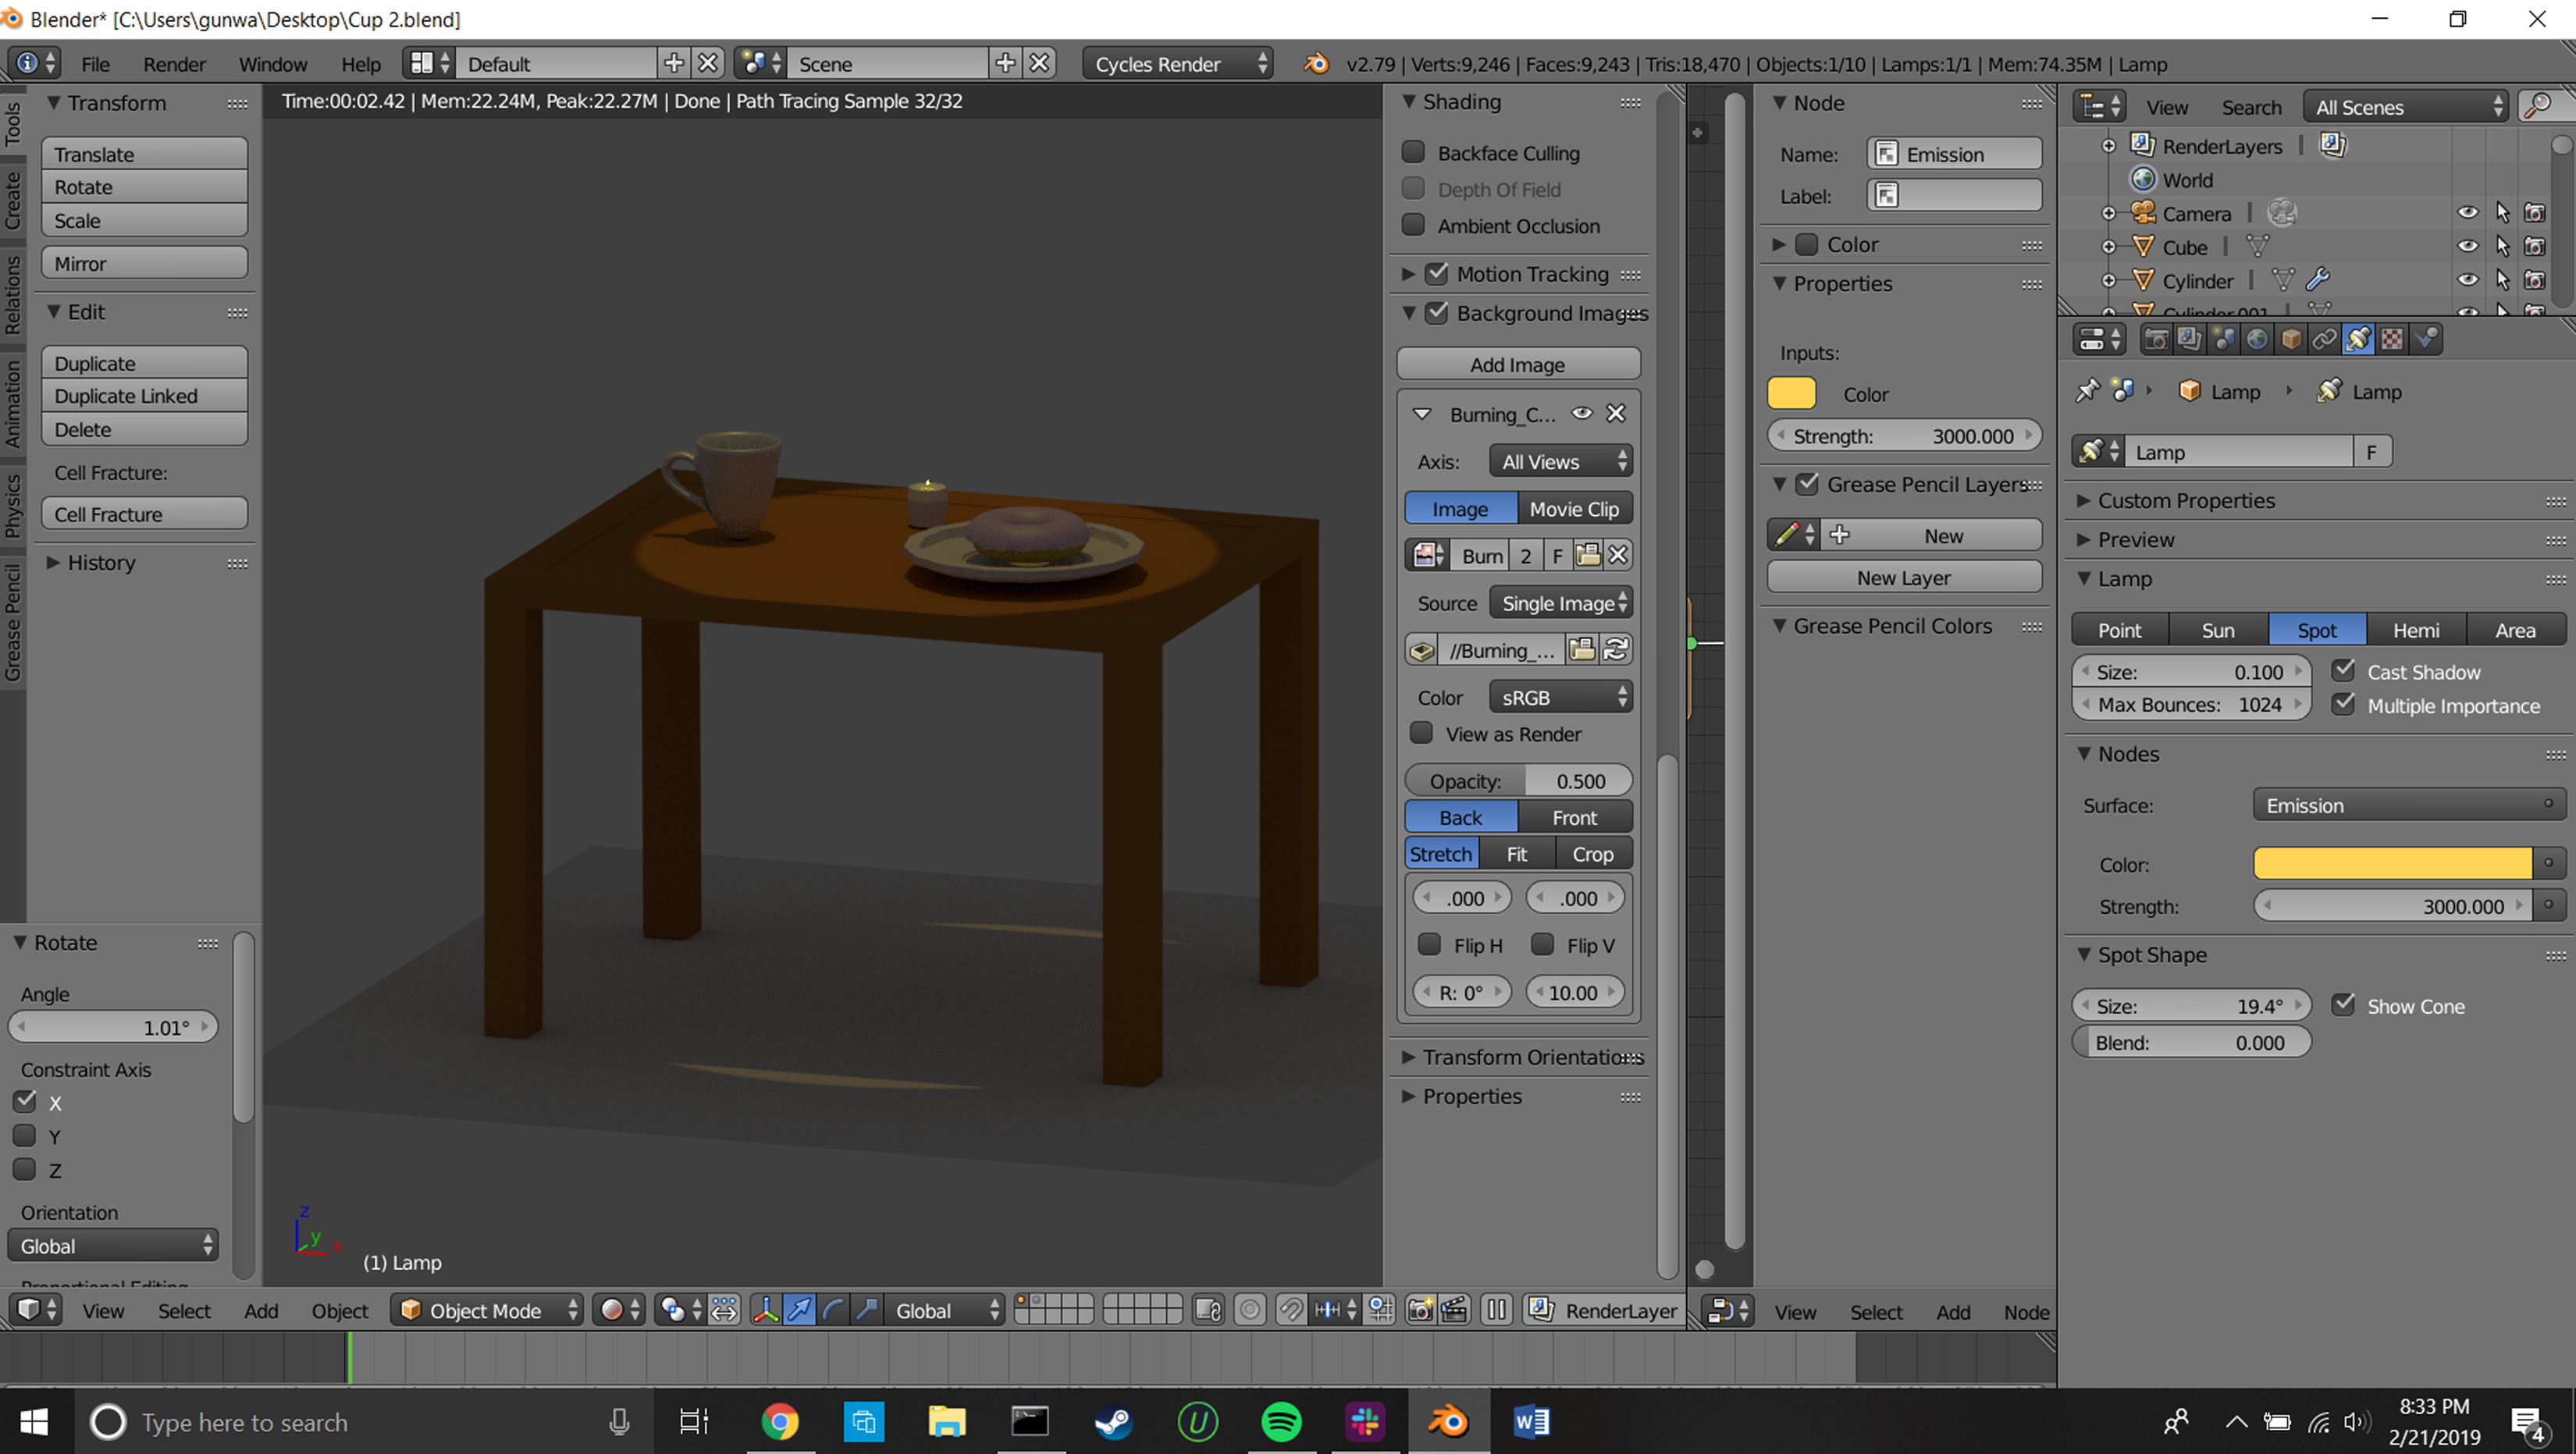 Blender* [C:\Users\gunwa\Desktop\Cup 2.blend]
File Render Window Help Default Scene Cycles Render v2.79 | Verts:9,246 | Faces:9,243 | Tris:18,470 | Objects:1/10 | Lamps:1/1 | Mem:74.35M | Lamp
Time:00:02.42 | Mem:22.24M, Peak:22.27M | Done | Path Tracing Sample 32/32
Tools
Create
Relations
Animation
Physics
Grease Pencil
Transform
Translate
Rotate
Scale
Mirror
Edit
Duplicate
Duplicate Linked
Delete
Cell Fracture:
Cell Fracture
History
Rotate
Angle
1.01°
Constraint Axis
X
Y
Z
Orientation
Global
Proportional Editing
z
y
x
(1) Lamp
Shading
Backface Culling
Depth Of Field
Ambient Occlusion
Motion Tracking
Background Images
Add Image
Burning_C...
Axis: All Views
Image Movie Clip
Burn 2 F
Source Single Image
//Burning_...
Color sRGB
View as Render
Opacity: 0.500
Back Front
Stretch Fit Crop
.000 .000
Flip H Flip V
R: 0° 10.00
Transform Orientations
Properties
Node
Name: Emission
Label:
Color
Properties
Inputs:
Color
Strength: 3000.000
Grease Pencil Layers
New
New Layer
Grease Pencil Colors
View Search All Scenes
RenderLayers |
World
Camera |
Cube |
Cylinder |
Cylinder.001 |
Lamp Lamp
Lamp F
Custom Properties
Preview
Lamp
Point Sun Spot Hemi Area
Size: 0.100 Cast Shadow
Max Bounces: 1024 Multiple Importance
Nodes
Surface: Emission
Color:
Strength: 3000.000
Spot Shape
Size: 19.4° Show Cone
Blend: 0.000
View Select Add Object Object Mode Global RenderLayer
View Select Add Node
Type here to search
8:33 PM
2/21/2019
4